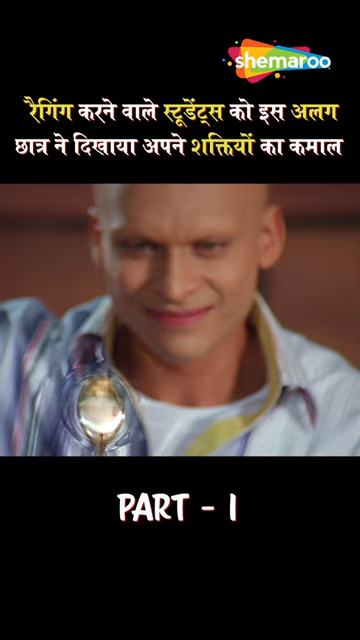 shemaroo
रैगिंग करने वाले स्टूडेंट्स को इस अलग
छात्र ने दिखाया अपने शक्तियों का कमाल
PART - 1